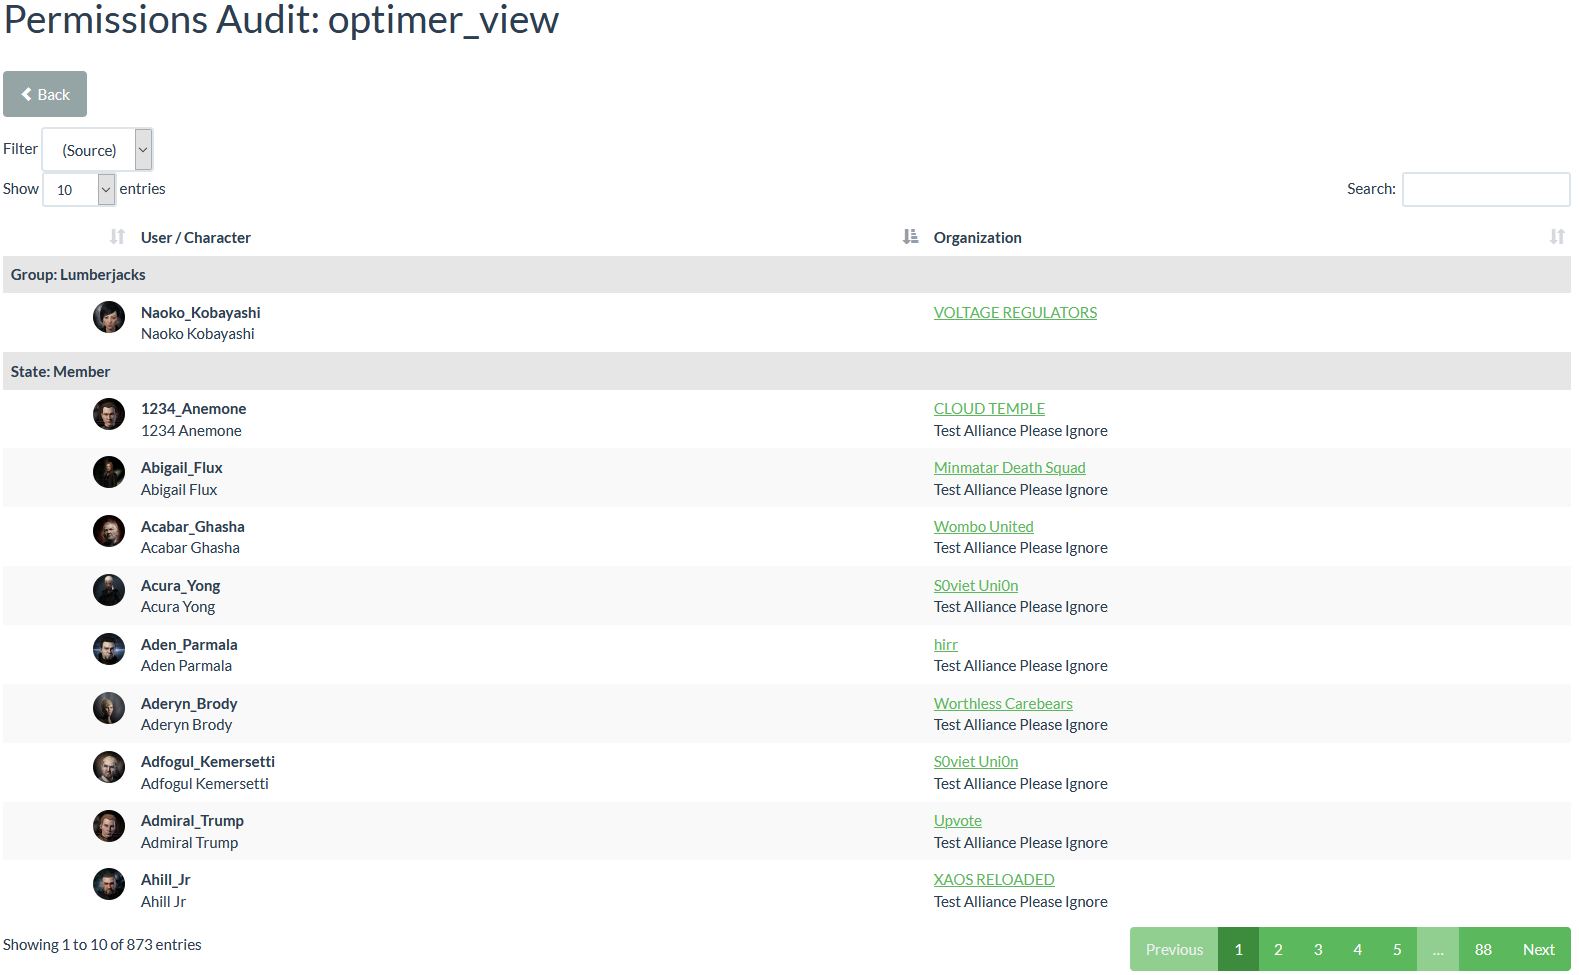 Permissions Audit: optimer_view
Back
Filter (Source)
Show 10 entries Search:
User / Character Organization
Group: Lumberjacks
Naoko_Kobayashi VOLTAGE REGULATORS
Naoko Kobayashi
State: Member
1234_Anemone CLOUD TEMPLE
1234 Anemone Test Alliance Please Ignore
Abigail_Flux Minmatar Death Squad
Abigail Flux Test Alliance Please Ignore
Acabar_Ghasha Wombo United
Acabar Ghasha Test Alliance Please Ignore
Acura_Yong S0viet Uni0n
Acura Yong Test Alliance Please Ignore
Aden_Parmala hirr
Aden Parmala Test Alliance Please Ignore
Aderyn_Brody Worthless Carebears
Aderyn Brody Test Alliance Please Ignore
Adfogul_Kemersetti S0viet Uni0n
Adfogul Kemersetti Test Alliance Please Ignore
Admiral_Trump Upvote
Admiral Trump Test Alliance Please Ignore
Ahill_Jr XAOS RELOADED
Ahill Jr Test Alliance Please Ignore
Showing 1 to 10 of 873 entries Previous 1 2 3 4 5 ... 88 Next